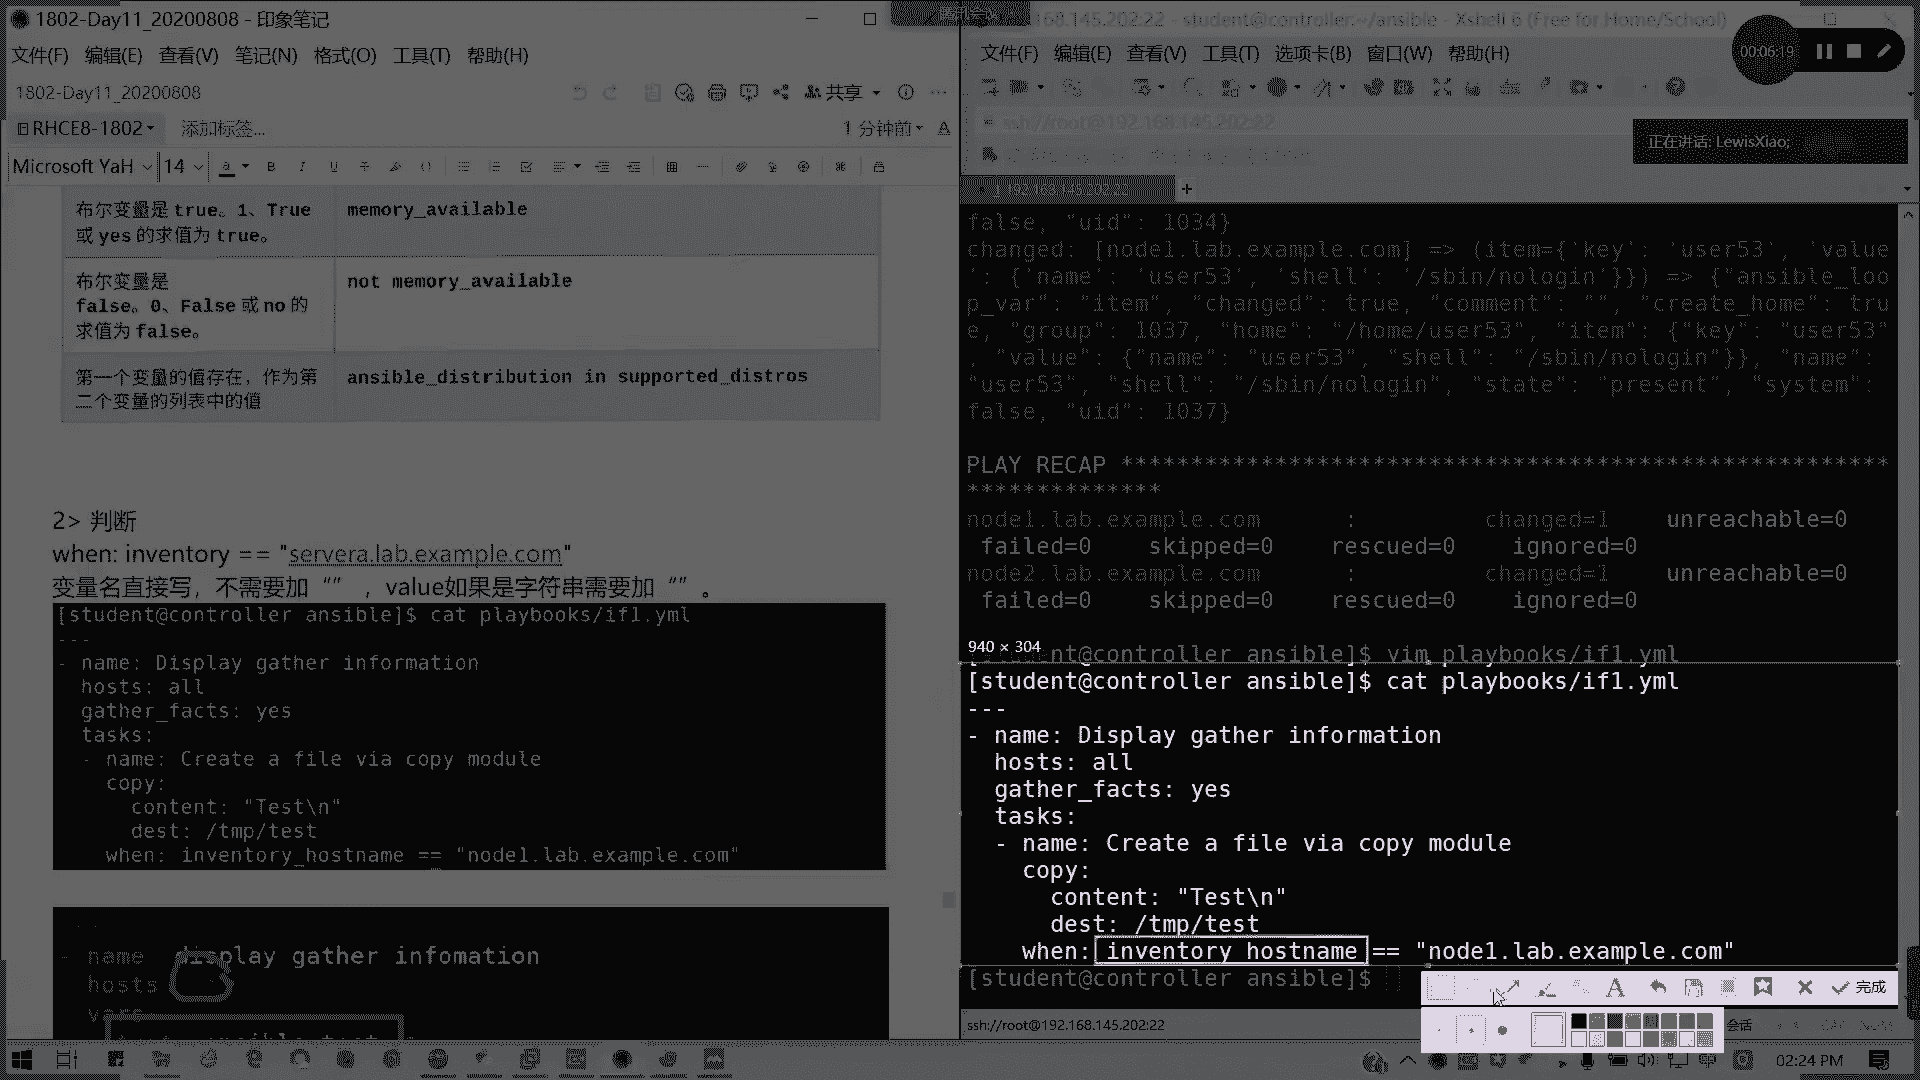 1802-Day11_20200808 - 印象笔记
文件(F) 编辑(E) 查看(V) 笔记(N) 格式(O) 工具(T) 帮助(H)
1802-Day11_20200808
共享
RHCE8-1802
添加标签...
1 分钟前
Microsoft YaH
14
布尔变量是 true。1、True
或 yes 的求值为 true。
memory_available
布尔变量是
false。0、False 或 no 的
求值为 false。
not memory_available
第一个变量的值存在，作为第
二个变量的列表中的值
ansible_distribution in supported_distros
2> 判断
when: inventory == "servera.lab.example.com"
变量名直接写，不需要加 “” ，value如果是字符串需要加 “” 。
[student@controller ansible]$ cat playbooks/if1.yml
---
- name: Display gather information
hosts: all
gather_facts: yes
tasks:
- name: Create a file via copy module
copy:
content: "Test\n"
dest: /tmp/test
when: inventory_hostname == "node1.lab.example.com"
- name display gather infomation
hosts
vars
168.145.202:22 - student@controller:~/ansible - Xshell 6 (Free for Home/School)
文件(F) 编辑(E) 查看(V) 工具(T) 选项卡(B) 窗口(W) 帮助(H)
00:06:19
ssh://root@192.168.145.202:22
正在讲话: LewisXiao;
1 192.168.145.202:22
false, "uid": 1034}
changed: [node1.lab.example.com] => (item={'key': 'user53', 'value
': {'name': 'user53', 'shell': '/sbin/nologin'}}) => {"ansible_loo
p_var": "item", "changed": true, "comment": "", "create_home": tru
e, "group": 1037, "home": "/home/user53", "item": {"key": "user53"
, "value": {"name": "user53", "shell": "/sbin/nologin"}}, "name":
"user53", "shell": "/sbin/nologin", "state": "present", "system":
false, "uid": 1037}
PLAY RECAP *******************************************************
**************
node1.lab.example.com : changed=1 unreachable=0
failed=0 skipped=0 rescued=0 ignored=0
node2.lab.example.com : changed=1 unreachable=0
failed=0 skipped=0 rescued=0 ignored=0
940 × 304
nt@controller ansible]$ vim playbooks/if1.yml
[student@controller ansible]$ cat playbooks/if1.yml
---
- name: Display gather information
hosts: all
gather_facts: yes
tasks:
- name: Create a file via copy module
copy:
content: "Test\n"
dest: /tmp/test
when: inventory_hostname == "node1.lab.example.com"
[student@controller ansible]$
完成
ssh://root@192.168.145.202:22
会话
02:24 PM